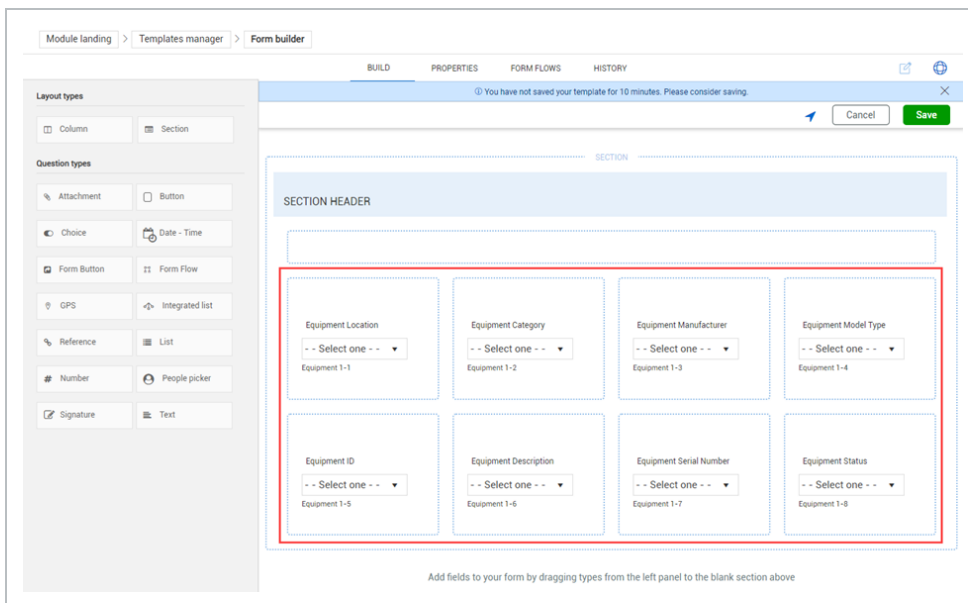 Module landing > Templates manager > Form builder
BUILD PROPERTIES FORM FLOWS HISTORY
You have not saved your template for 10 minutes. Please consider saving.
Cancel Save
Layout types
Column Section
Question types
Attachment Button
Choice Date - Time
Form Button Form Flow
GPS Integrated list
Reference List
# Number People picker
Signature Text
SECTION
SECTION HEADER
Equipment Location Equipment Category Equipment Manufacturer Equipment Model Type
- - Select one - - - - Select one - - - - Select one - - - - Select one - -
Equipment 1-1 Equipment 1-2 Equipment 1-3 Equipment 1-4
Equipment ID Equipment Description Equipment Serial Number Equipment Status
- - Select one - - - - Select one - - - - Select one - - - - Select one - -
Equipment 1-5 Equipment 1-6 Equipment 1-7 Equipment 1-8
Add fields to your form by dragging types from the left panel to the blank section above